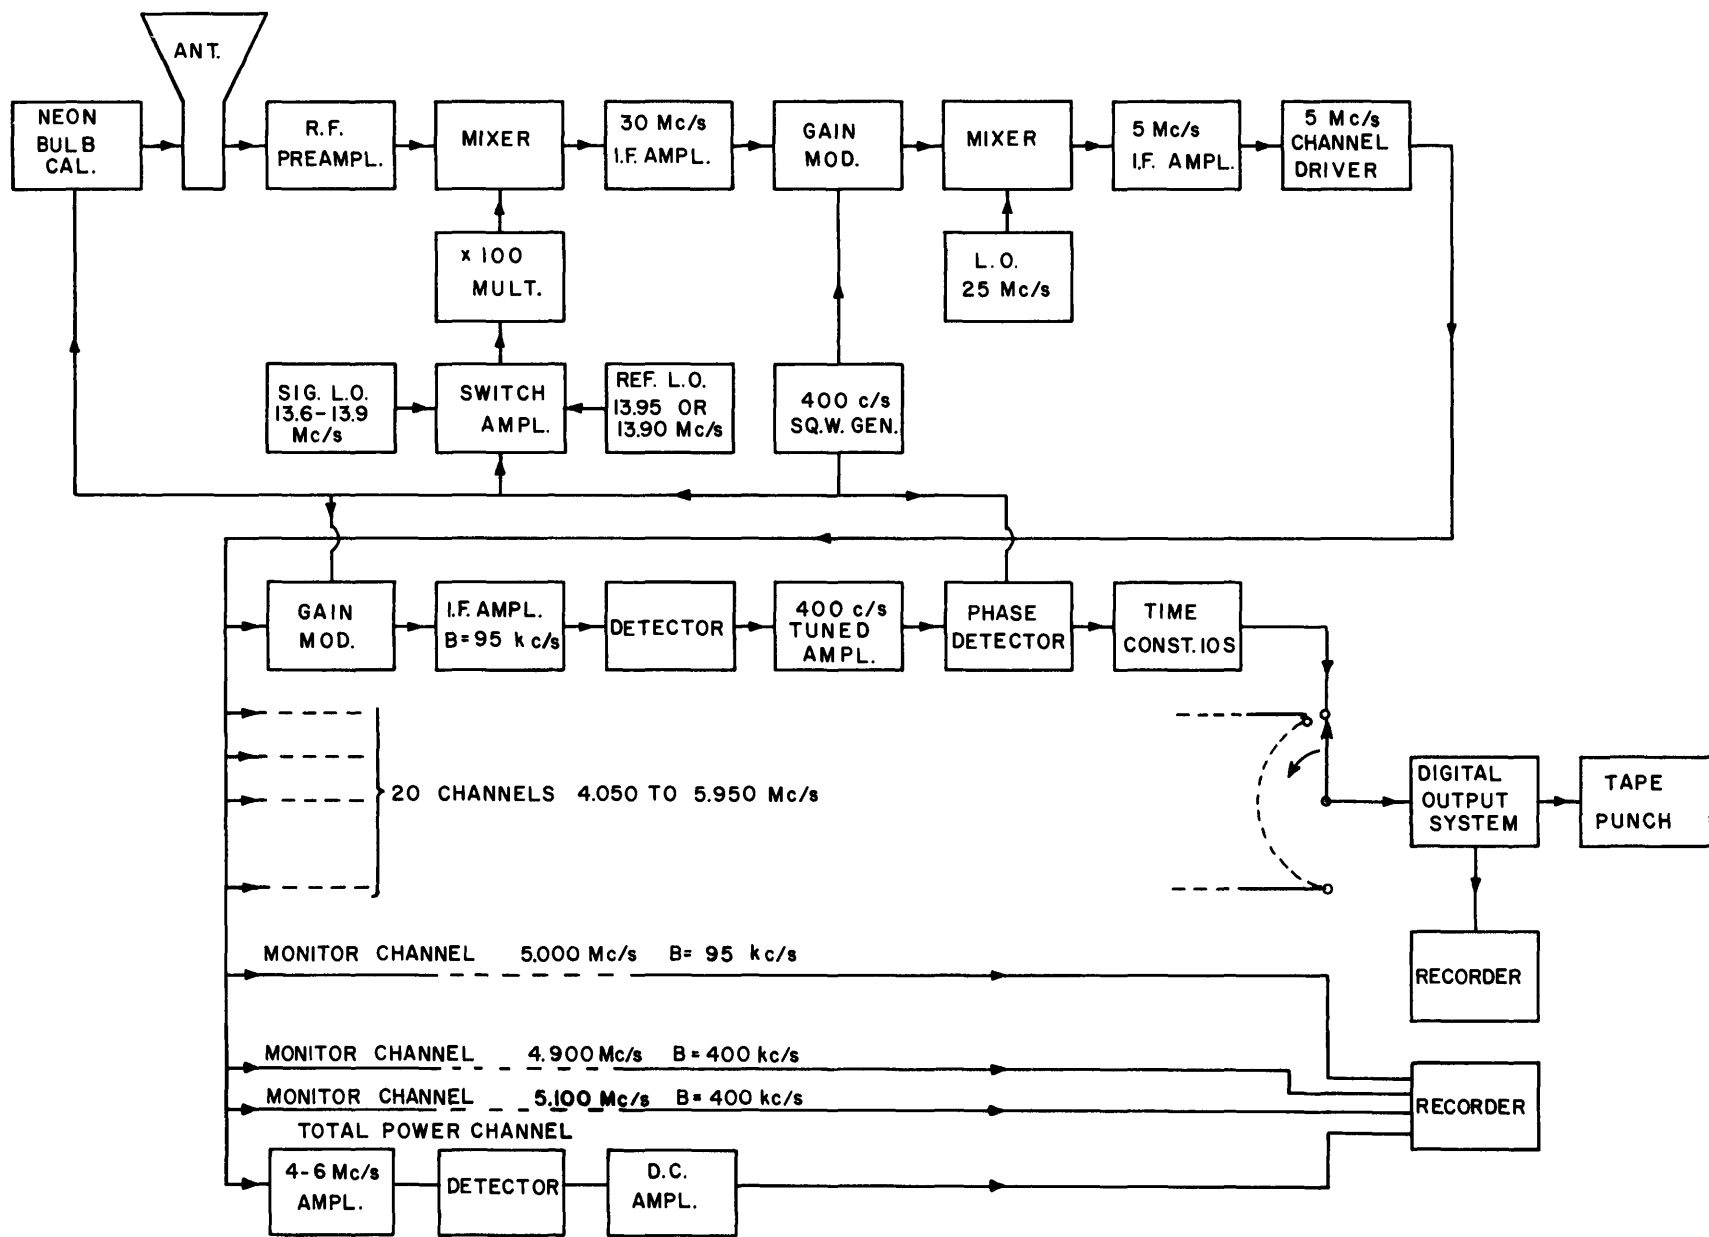 ANT.
NEON
BULB
CAL.
R.F.
PREAMPL.
MIXER
30 Mc/s
I.F. AMPL.
GAIN
MOD.
MIXER
5 Mc/s
I.F. AMPL.
5 Mc/s
CHANNEL
DRIVER
x 100
MULT.
L.O.
25 Mc/s
SIG. L.O.
13.6-13.9
Mc/s
SWITCH
AMPL.
REF. L.O.
13.95 OR
13.90 Mc/s
400 c/s
SQ.W. GEN.
GAIN
MOD.
I.F. AMPL.
B=95 kc/s
DETECTOR
400 c/s
TUNED
AMPL.
PHASE
DETECTOR
TIME
CONST. 10S
20 CHANNELS 4.050 TO 5.950 Mc/s
DIGITAL
OUTPUT
SYSTEM
TAPE
PUNCH
RECORDER
MONITOR CHANNEL 5.000 Mc/s B= 95 kc/s
MONITOR CHANNEL 4.900 Mc/s B=400 kc/s
MONITOR CHANNEL 5.100 Mc/s B=400 kc/s
RECORDER
TOTAL POWER CHANNEL
4-6 Mc/s
AMPL.
DETECTOR
D.C.
AMPL.